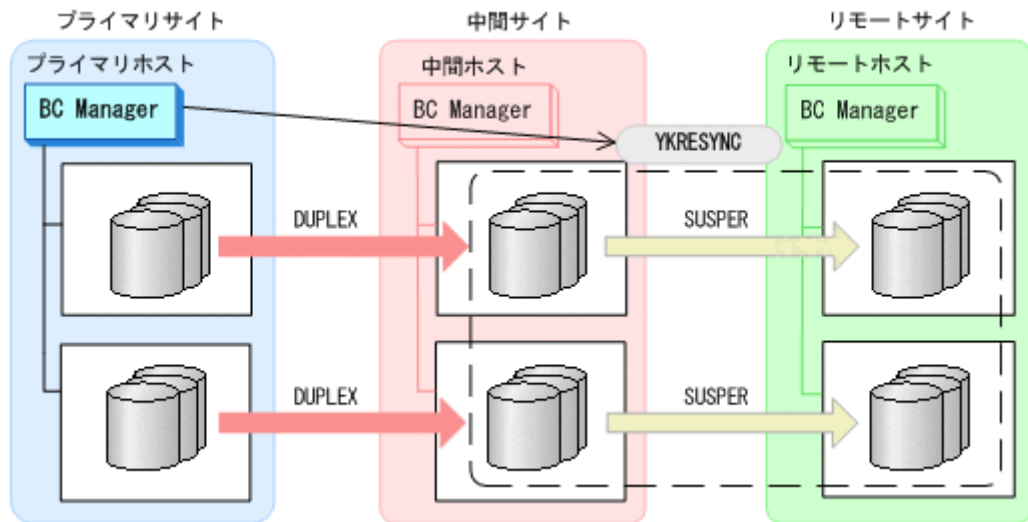 プライマリサイト
中間サイト
リモートサイト
プライマリホスト
中間ホスト
リモートホスト
BC Manager
BC Manager
BC Manager
YKRESYNC
DUPLEX
SUSPER
DUPLEX
SUSPER